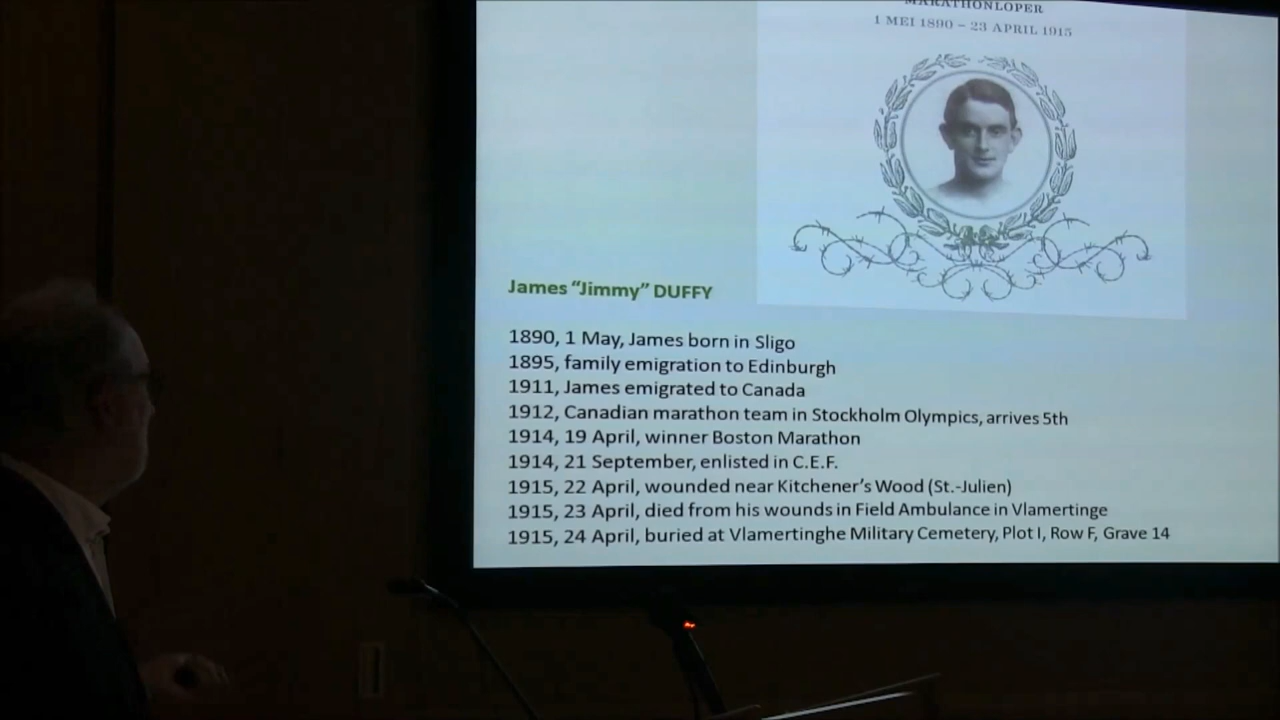 MARATHONLOPER
1 MEI 1890 – 23 APRIL 1915
James “Jimmy” DUFFY
1890, 1 May, James born in Sligo
1895, family emigration to Edinburgh
1911, James emigrated to Canada
1912, Canadian marathon team in Stockholm Olympics, arrives 5th
1914, 19 April, winner Boston Marathon
1914, 21 September, enlisted in C.E.F.
1915, 22 April, wounded near Kitchener’s Wood (St.-Julien)
1915, 23 April, died from his wounds in Field Ambulance in Vlamertinge
1915, 24 April, buried at Vlamertinghe Military Cemetery, Plot I, Row F, Grave 14